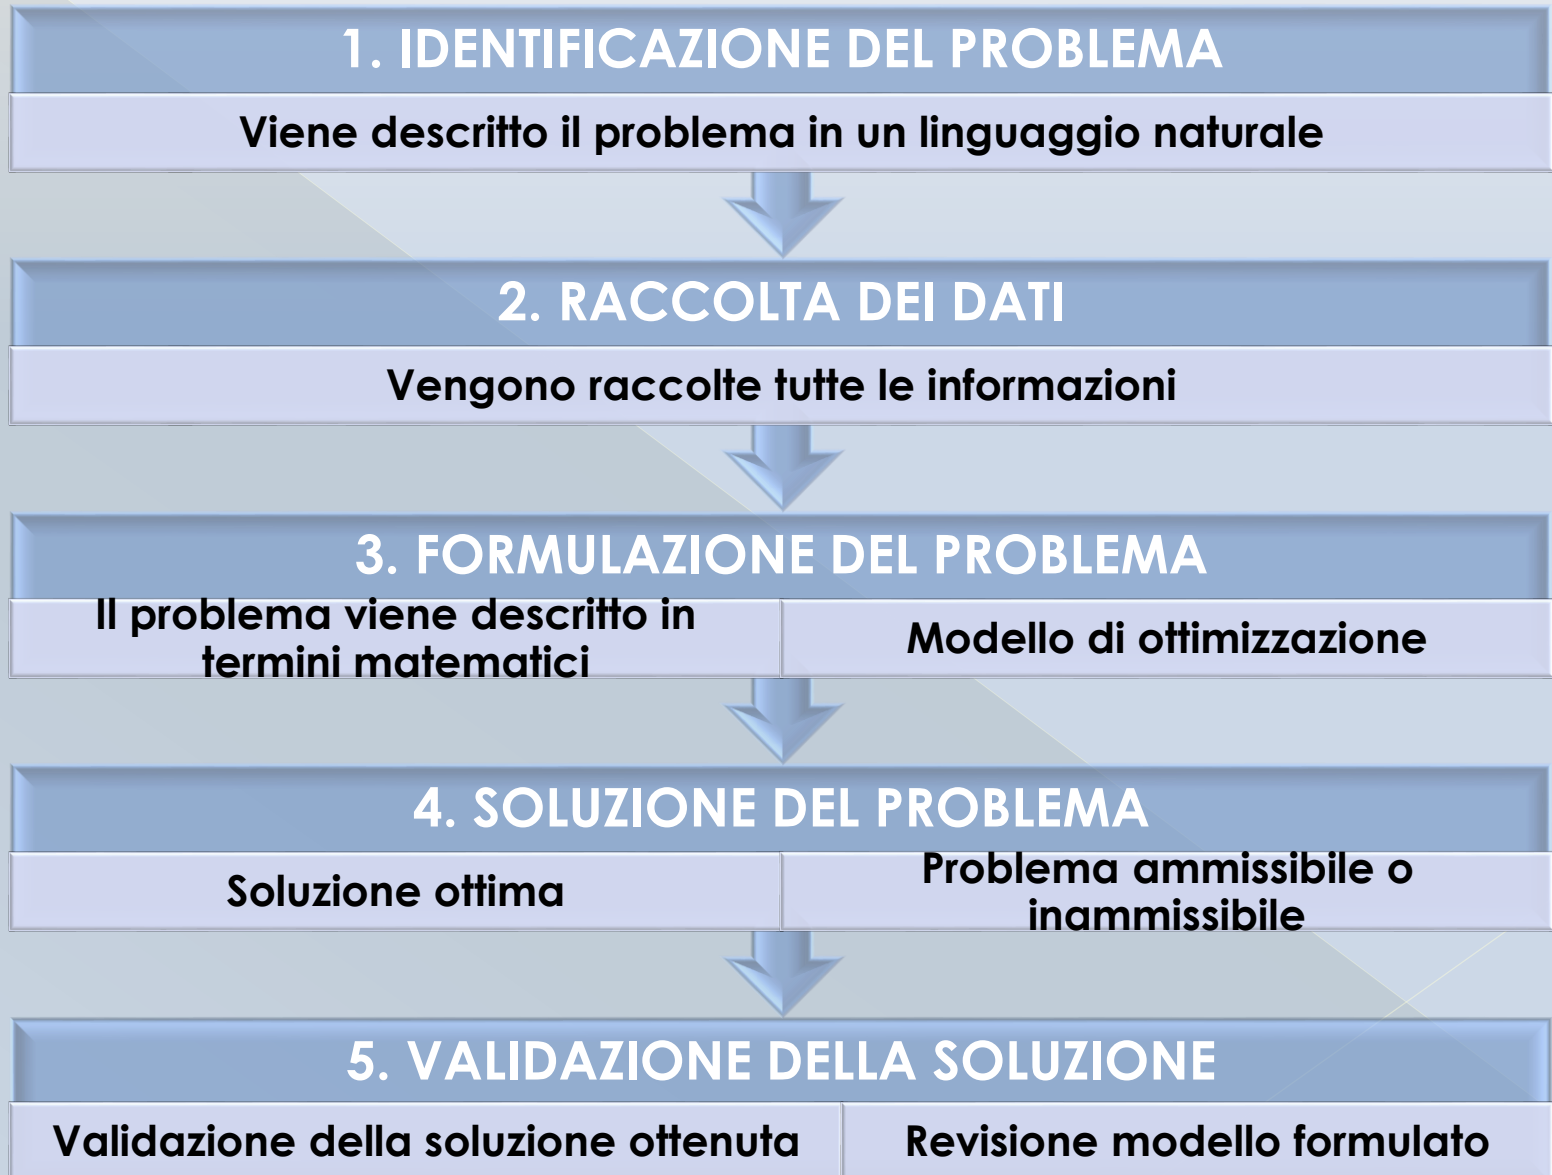 1. IDENTIFICAZIONE DEL PROBLEMA
Viene descritto il problema in un linguaggio naturale
2. RACCOLTA DEI DATI
Vengono raccolte tutte le informazioni
3. FORMULAZIONE DEL PROBLEMA
Il problema viene descritto in
termini matematici
Modello di ottimizzazione
4. SOLUZIONE DEL PROBLEMA
Soluzione ottima
Problema ammissibile o
inammissibile
5. VALIDAZIONE DELLA SOLUZIONE
Validazione della soluzione ottenuta
Revisione modello formulato